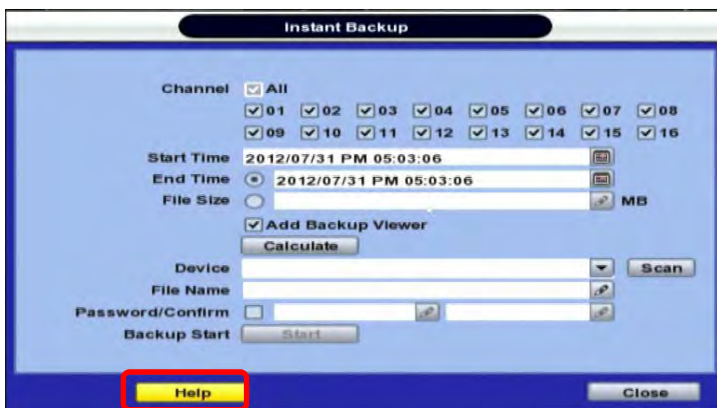 Instant Backup
Channel All
01 02 03 04 05 06 07 08
09 10 11 12 13 14 15 16
Start Time 2012/07/31 PM 05:03:06
End Time 2012/07/31 PM 05:03:06
File Size MB
Add Backup Viewer
Calculate
Device Scan
File Name
Password/Confirm
Backup Start Start
Help Close